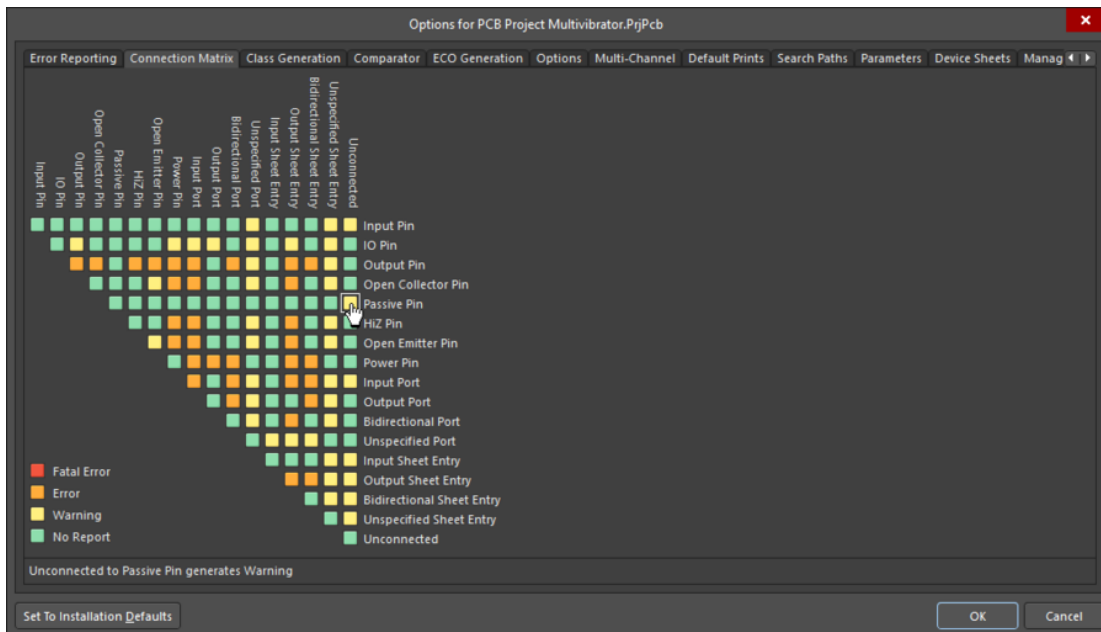 Options for PCB Project Multivibrator.PrjPcb
Error Reporting Connection Matrix Class Generation Comparator ECO Generation Options Multi-Channel Default Prints Search Paths Parameters Device Sheets Manag
Input Pin
IO Pin
Output Pin
Open Collector Pin
Passive Pin
HiZ Pin
Open Emitter Pin
Power Pin
Input Port
Output Port
Bidirectional Port
Unspecified Port
Input Sheet Entry
Output Sheet Entry
Bidirectional Sheet Entry
Unspecified Sheet Entry
Unconnected
Input Pin
IO Pin
Output Pin
Open Collector Pin
Passive Pin
HiZ Pin
Open Emitter Pin
Power Pin
Input Port
Output Port
Bidirectional Port
Unspecified Port
Input Sheet Entry
Output Sheet Entry
Bidirectional Sheet Entry
Unspecified Sheet Entry
Unconnected
Fatal Error
Error
Warning
No Report
Unconnected to Passive Pin generates Warning
Set To Installation Defaults
OK
Cancel